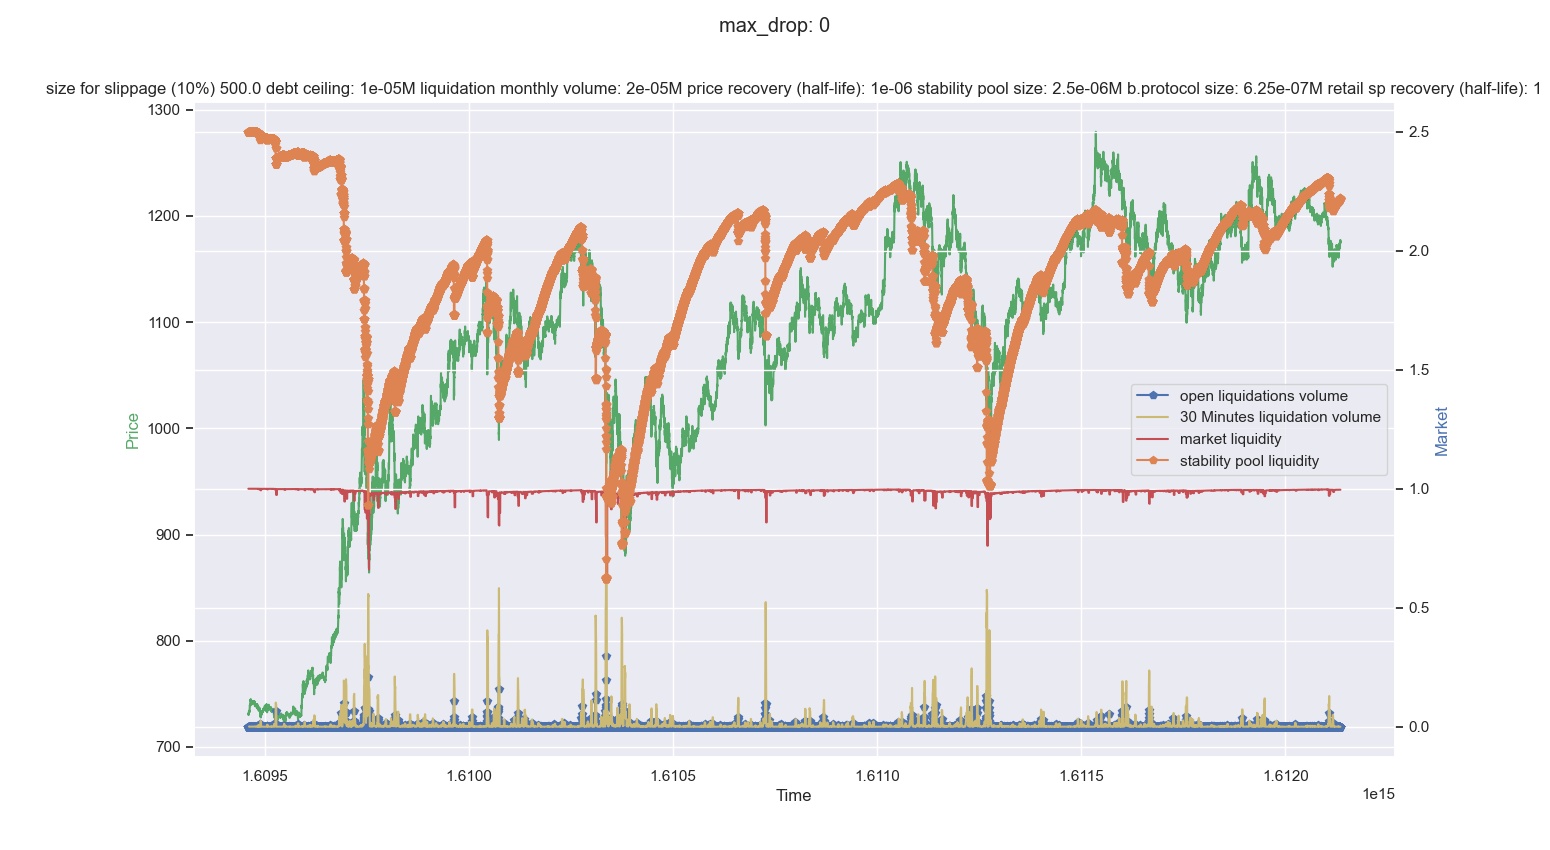 max_drop: 0
size for slippage (10%) 500.0 debt ceiling: 1e-05M liquidation monthly volume: 2e-05M price recovery (half-life): 1e-06 stability pool size: 2.5e-06M b.protocol size: 6.25e-07M retail sp recovery (half-life): 1
1300
1200
1100
1000
900
800
700
Price
2.5
2.0
1.5
1.0
0.5
0.0
Market
open liquidations volume
30 Minutes liquidation volume
market liquidity
stability pool liquidity
1.6095
1.6100
1.6105
1.6110
1.6115
1.6120
Time
1e15